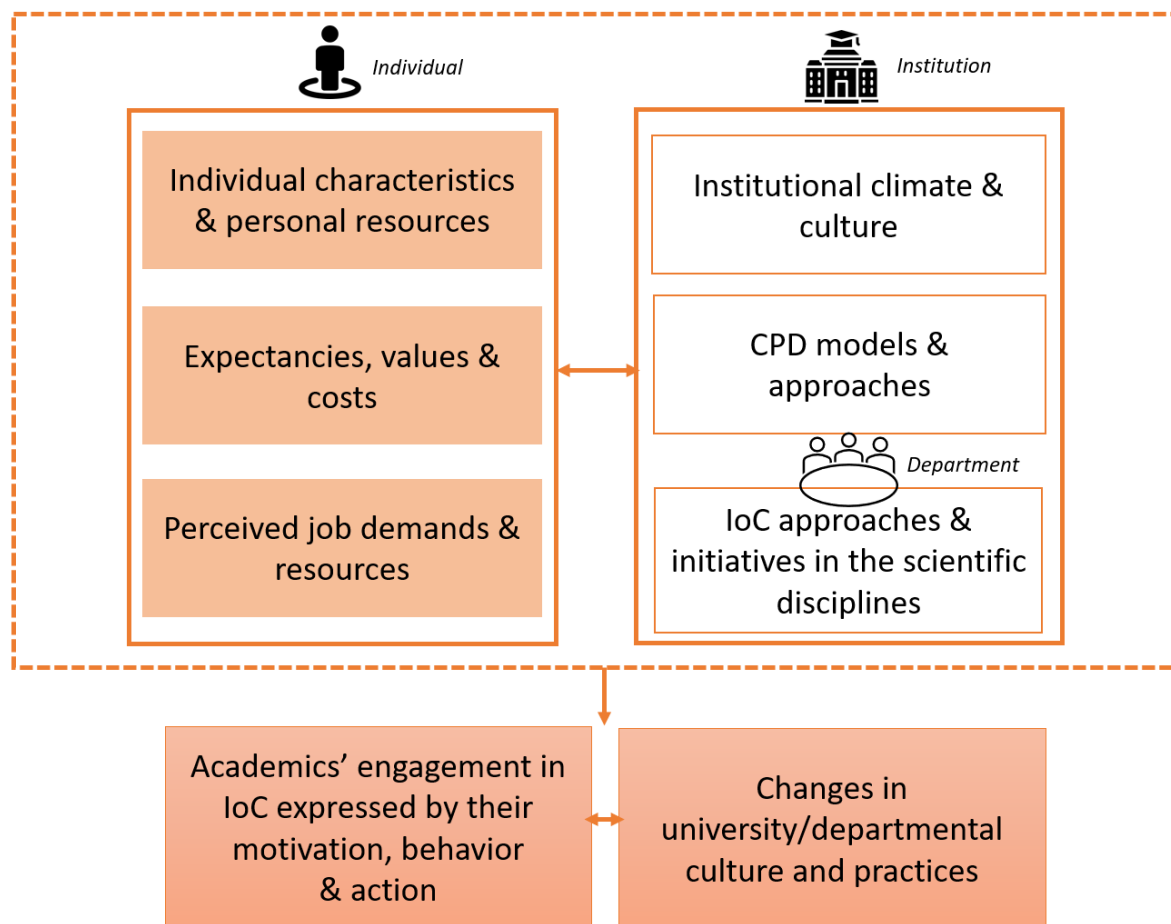 Individual
Individual characteristics
& personal resources
Expectancies, values &
costs
Perceived job demands &
resources
Institution
Institutional climate &
culture
CPD models &
approaches
Department
IoC approaches &
initiatives in the scientific
disciplines
Academics’ engagement in
IoC expressed by their
motivation, behavior
& action
Changes in
university/departmental
culture and practices